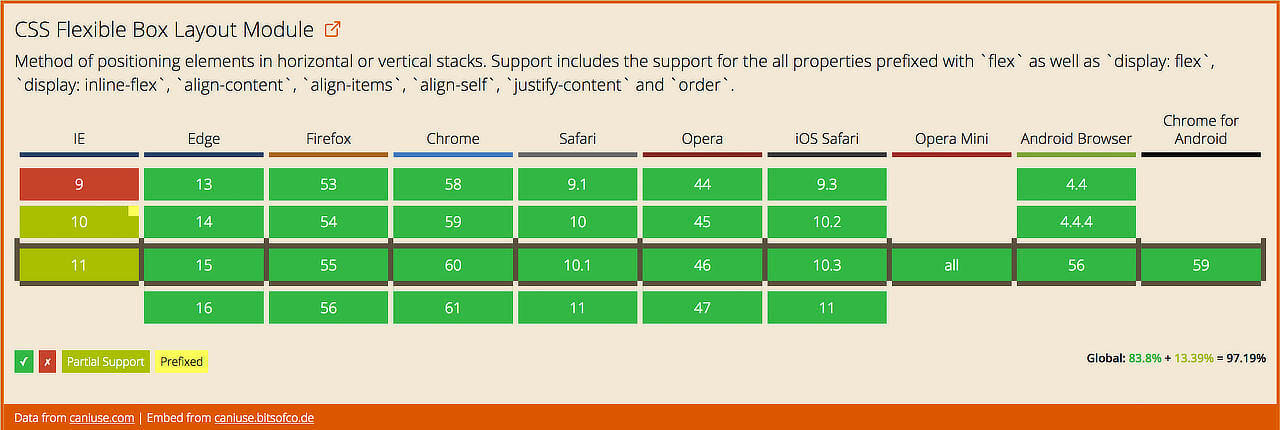 CSS Flexible Box Layout Module
Method of positioning elements in horizontal or vertical stacks. Support includes the support for the all properties prefixed with `flex` as well as `display: flex`,
`display: inline-flex`, `align-content`, `align-items`, `align-self`, `justify-content` and `order`.
IE Edge Firefox Chrome Safari Opera iOS Safari Opera Mini Android Browser Chrome for Android
9 13 53 58 9.1 44 9.3 4.4
10 14 54 59 10 45 10.2 4.4.4
11 15 55 60 10.1 46 10.3 all 56 59
16 56 61 11 47 11
✓ ✗ Partial Support Prefixed
Global: 83.8% + 13.39% = 97.19%
Data from caniuse.com | Embed from caniuse.bitsofco.de